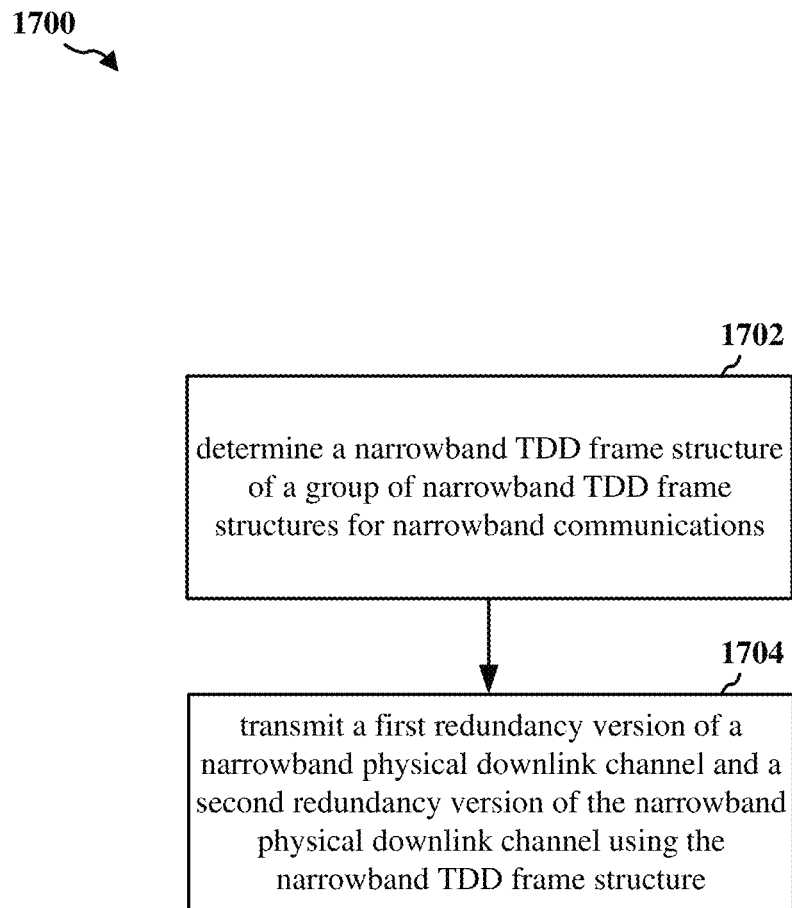 1700
1702
determine a narrowband TDD frame structure
of a group of narrowband TDD frame
structures for narrowband communications
1704
transmit a first redundancy version of a
narrowband physical downlink channel and a
second redundancy version of the narrowband
physical downlink channel using the
narrowband TDD frame structure